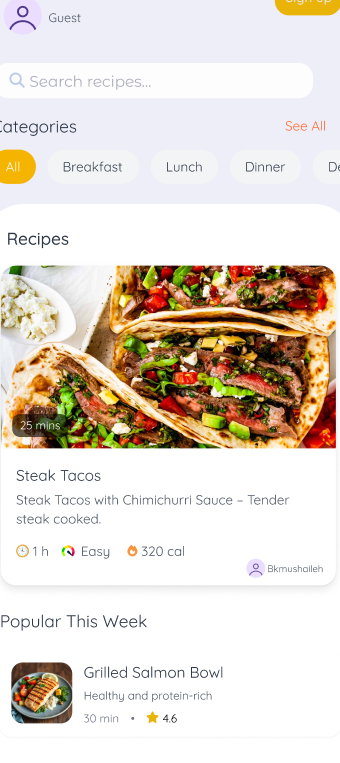 Sign up
Guest
Search recipes...
Categories
See All
All
Breakfast
Lunch
Dinner
De
Recipes
25 mins
Steak Tacos
Steak Tacos with Chimichurri Sauce – Tender
steak cooked.
1 h
Easy
320 cal
Bkmushaileh
Popular This Week
Grilled Salmon Bowl
Healthy and protein-rich
30 min • 4.6